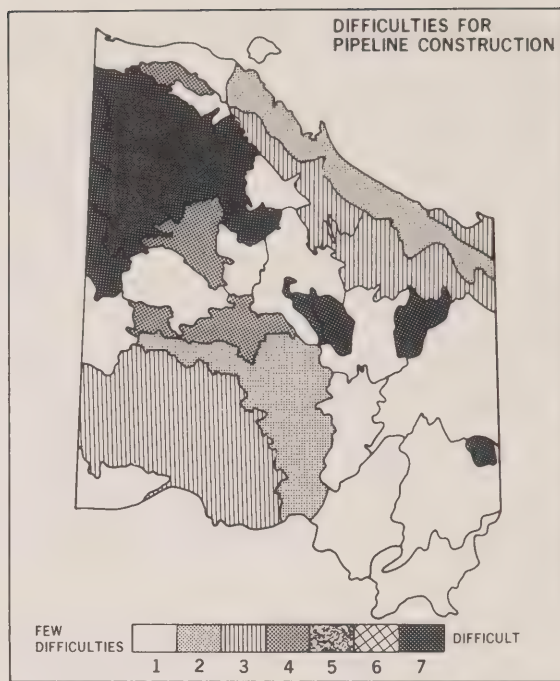 DIFFICULTIES FOR
PIPELINE CONSTRUCTION
FEW
DIFFICULTIES
DIFFICULT
1 2 3 4 5 6 7